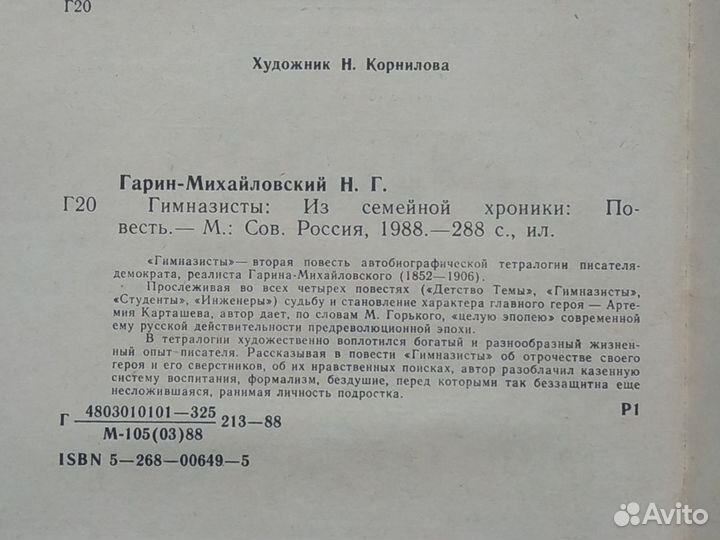 Г20
Художник Н. Корнилова
Гарин-Михайловский Н. Г.
Г20 Гимназисты: Из семейной хроники: По-
весть.— М.: Сов. Россия, 1988.—288 с., ил.
«Гимназисты»— вторая повесть автобиографической тетралогии писателя-
демократа, реалиста Гарина-Михайловского (1852—1906).
Прослеживая во всех четырех повестях («Детство Темы», «Гимназисты»,
«Студенты», «Инженеры») судьбу и становление характера главного героя — Арте-
мия Карташева, автор дает, по словам М. Горького, «целую эпопею» современной
ему русской действительности предреволюционной эпохи.
В тетралогии художественно воплотился богатый и разнообразный жизнен-
ный опыт писателя. Рассказывая в повести «Гимназисты» об отрочестве своего
героя и его сверстников, об их нравственных поисках, автор разоблачил казенную
систему воспитания, формализм, бездушие, перед которыми так беззащитна еще
несложившаяся, ранимая личность подростка.
Г 4803010101—325 213—88 Р1
М-105(03)88
ISBN 5—268—00649—5
Avito